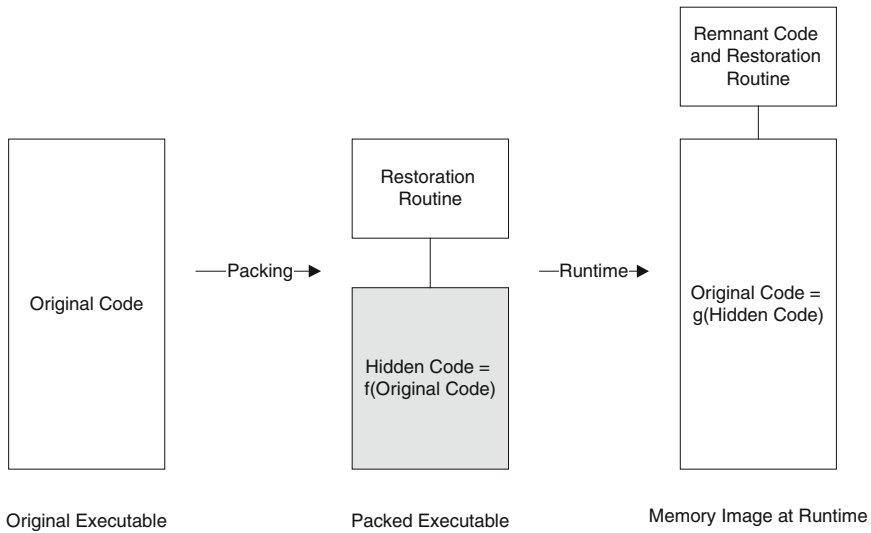 Original Code
Original Executable
Packing
Restoration
Routine
Hidden Code =
f(Original Code)
Packed Executable
Runtime
Remnant Code
and Restoration
Routine
Original Code =
g(Hidden Code)
Memory Image at Runtime